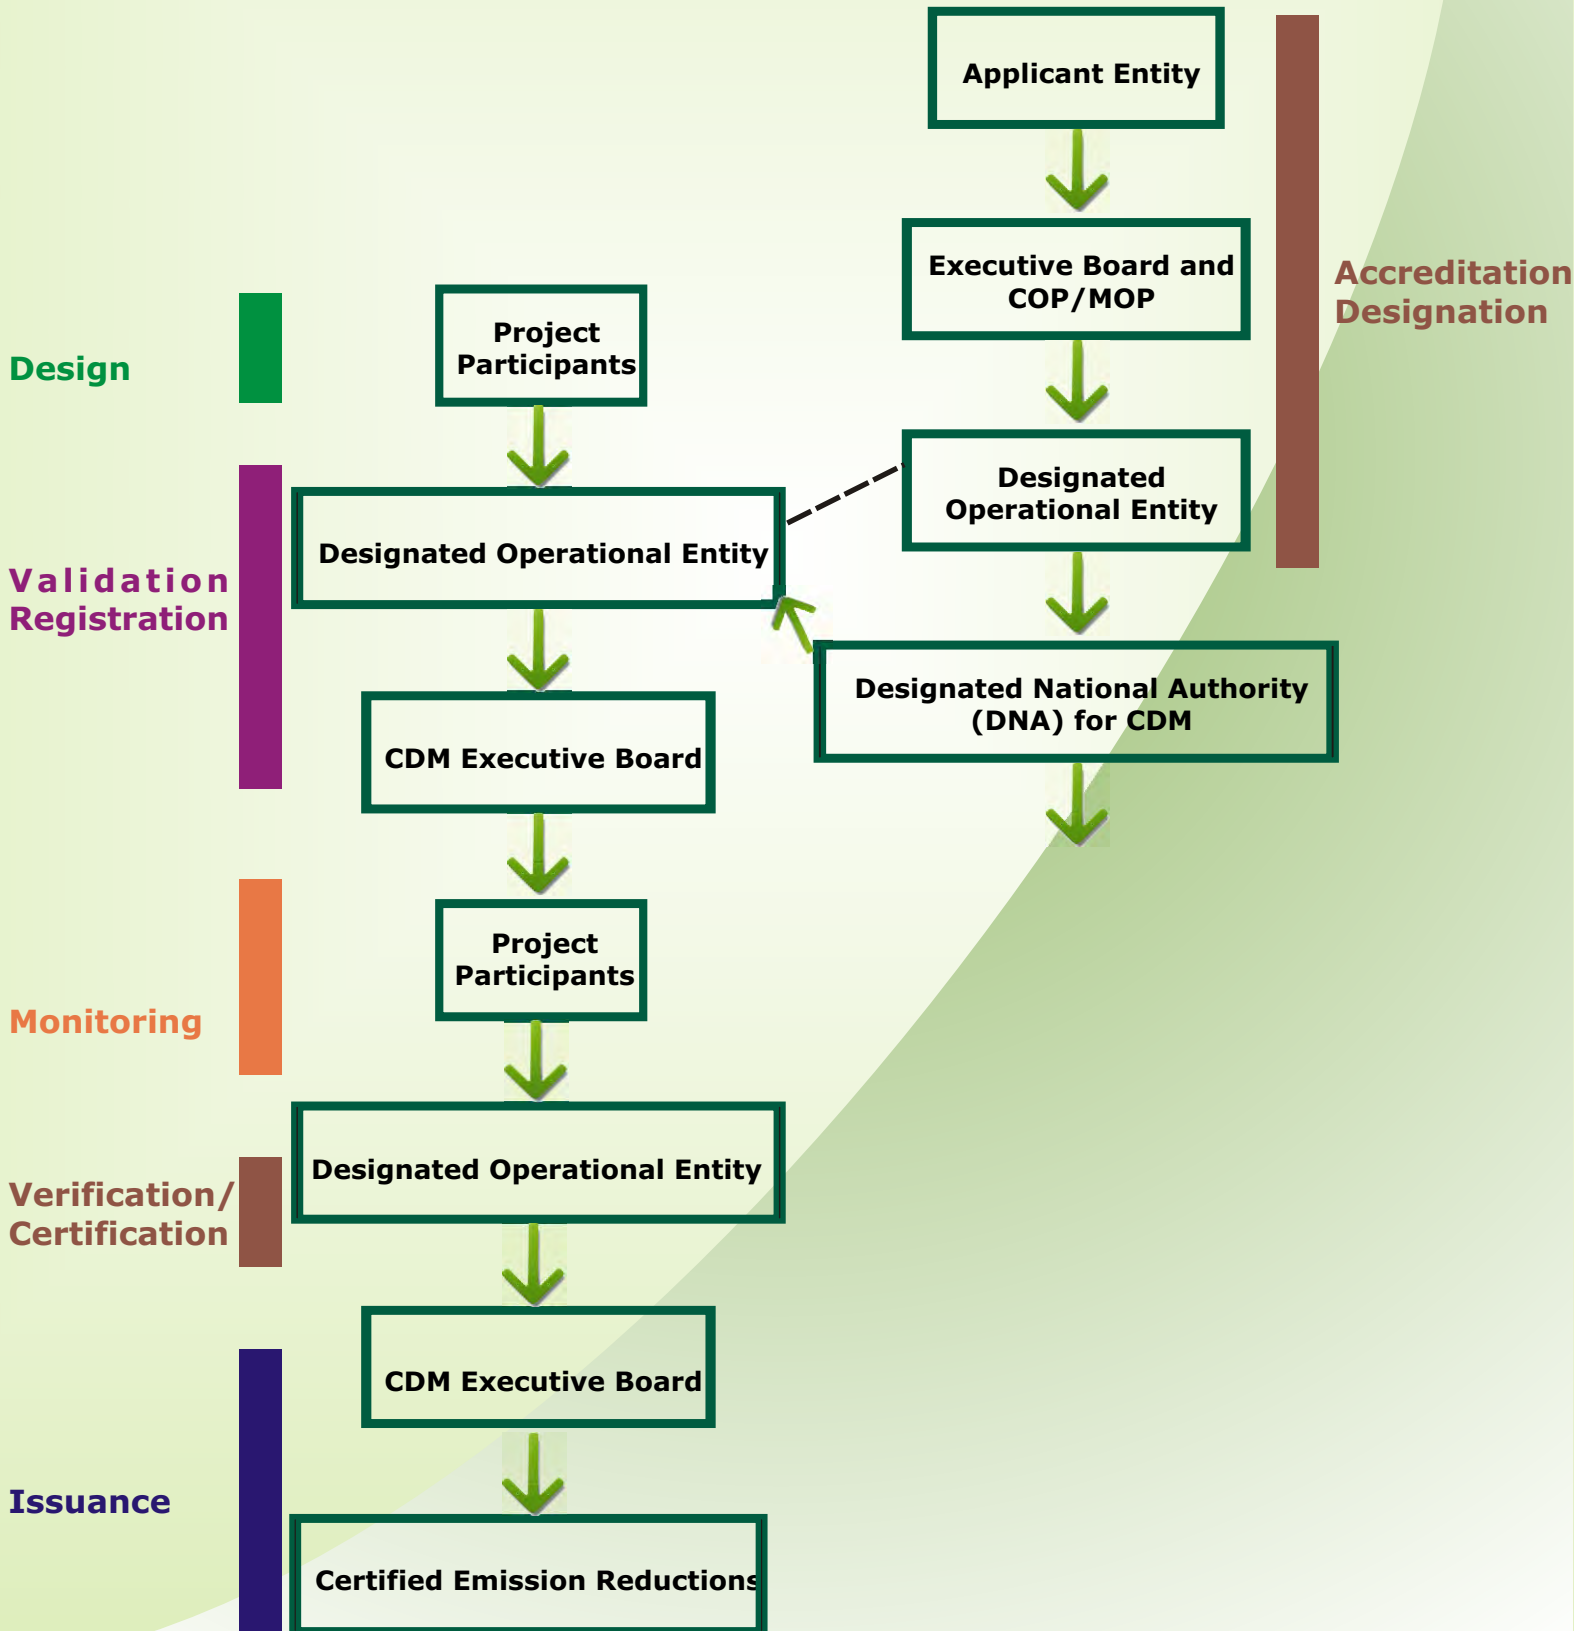 Applicant Entity
Executive Board and
COP/MOP
Accreditation
Designation
Design
Project
Participants
Designated
Operational Entity
Validation
Registration
Designated Operational Entity
Designated National Authority
(DNA) for CDM
CDM Executive Board
Project
Participants
Monitoring
Designated Operational Entity
Verification/
Certification
CDM Executive Board
Issuance
Certified Emission Reductions